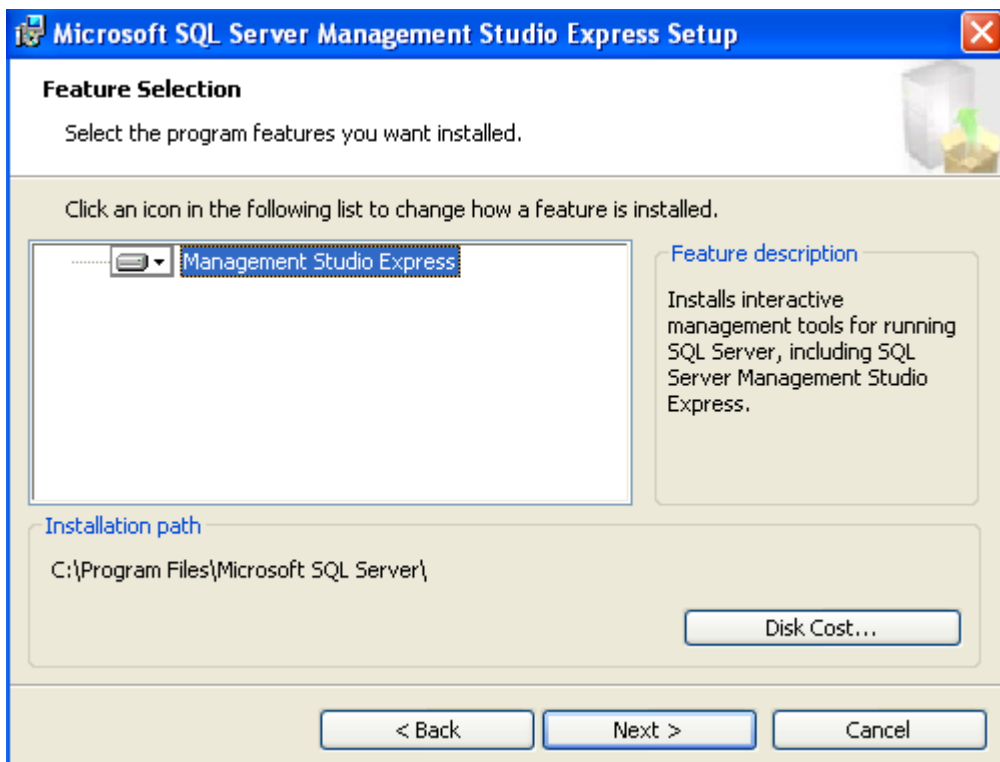 Microsoft SQL Server Management Studio Express Setup
Feature Selection
Select the program features you want installed.
Click an icon in the following list to change how a feature is installed.
Management Studio Express
Feature description
Installs interactive
management tools for running
SQL Server, including SQL
Server Management Studio
Express.
Installation path
C:\Program Files\Microsoft SQL Server\
Disk Cost...
< Back
Next >
Cancel